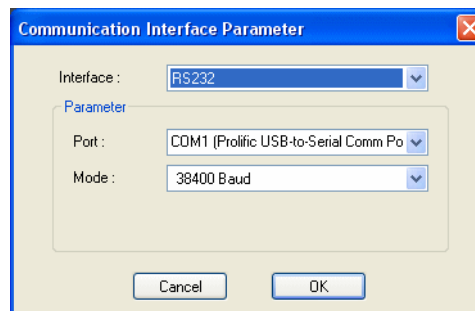 Communication Interface Parameter
Interface : RS232
Parameter
Port : COM1 (Prolific USB-to-Serial Comm Po
Mode : 38400 Baud
Cancel OK